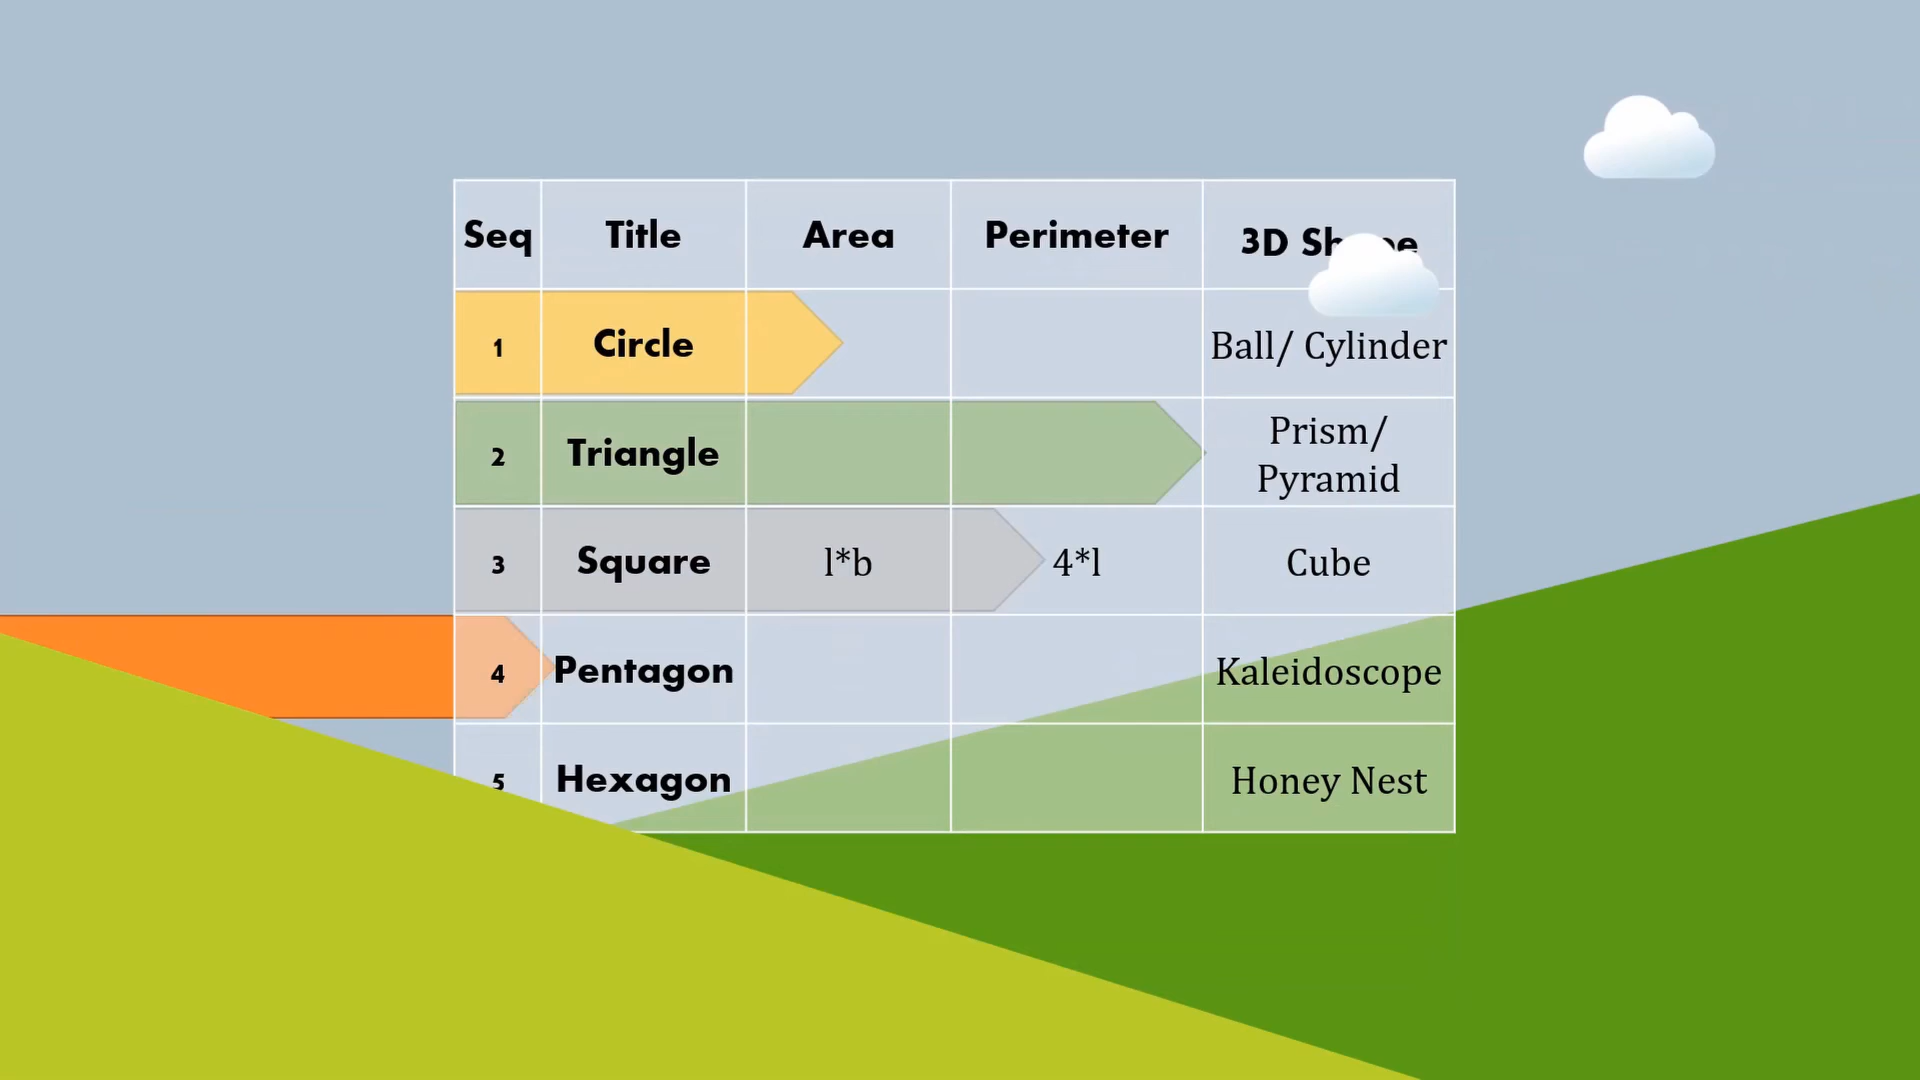 Seq Title Area Perimeter 3D
1 Circle Ball/ Cylinder
2 Triangle Prism/
Pyramid
3 Square l*b 4*l Cube
4 Pentagon Kaleidoscope
5 Hexagon Honey Nest